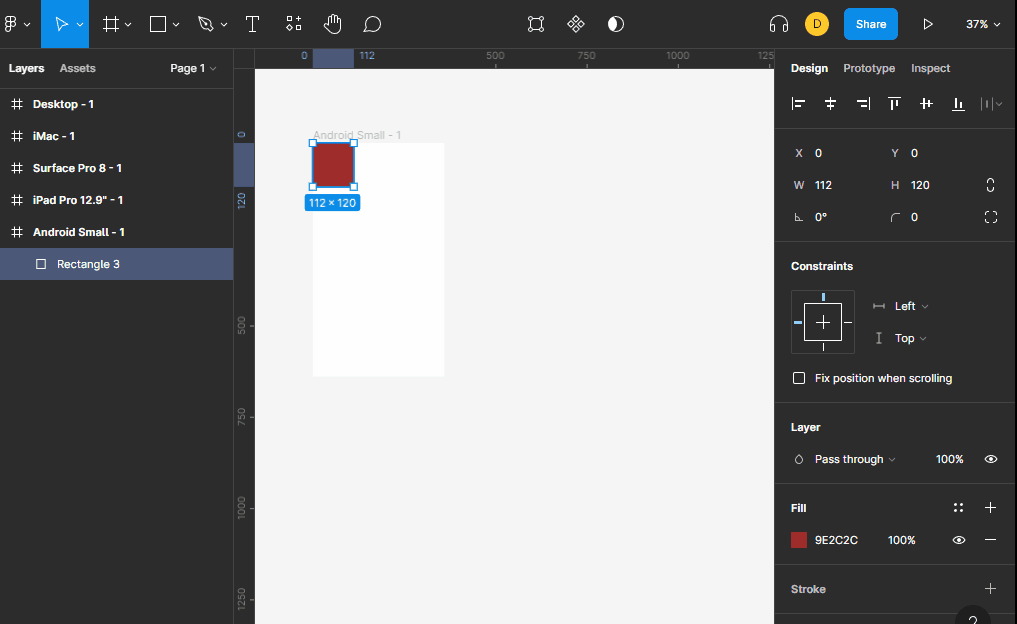 D
Share
37%
Layers
Assets
Page 1
0
112
500
750
1000
125
Design
Prototype
Inspect
Desktop - 1
iMac - 1
Surface Pro 8 - 1
iPad Pro 12.9" - 1
Android Small - 1
Rectangle 3
0
120
500
750
1000
1250
Android Small - 1
112 × 120
X 0
Y 0
W 112
H 120
0°
0
Constraints
Left
Top
Fix position when scrolling
Layer
Pass through
100%
Fill
9E2C2C
100%
Stroke
?